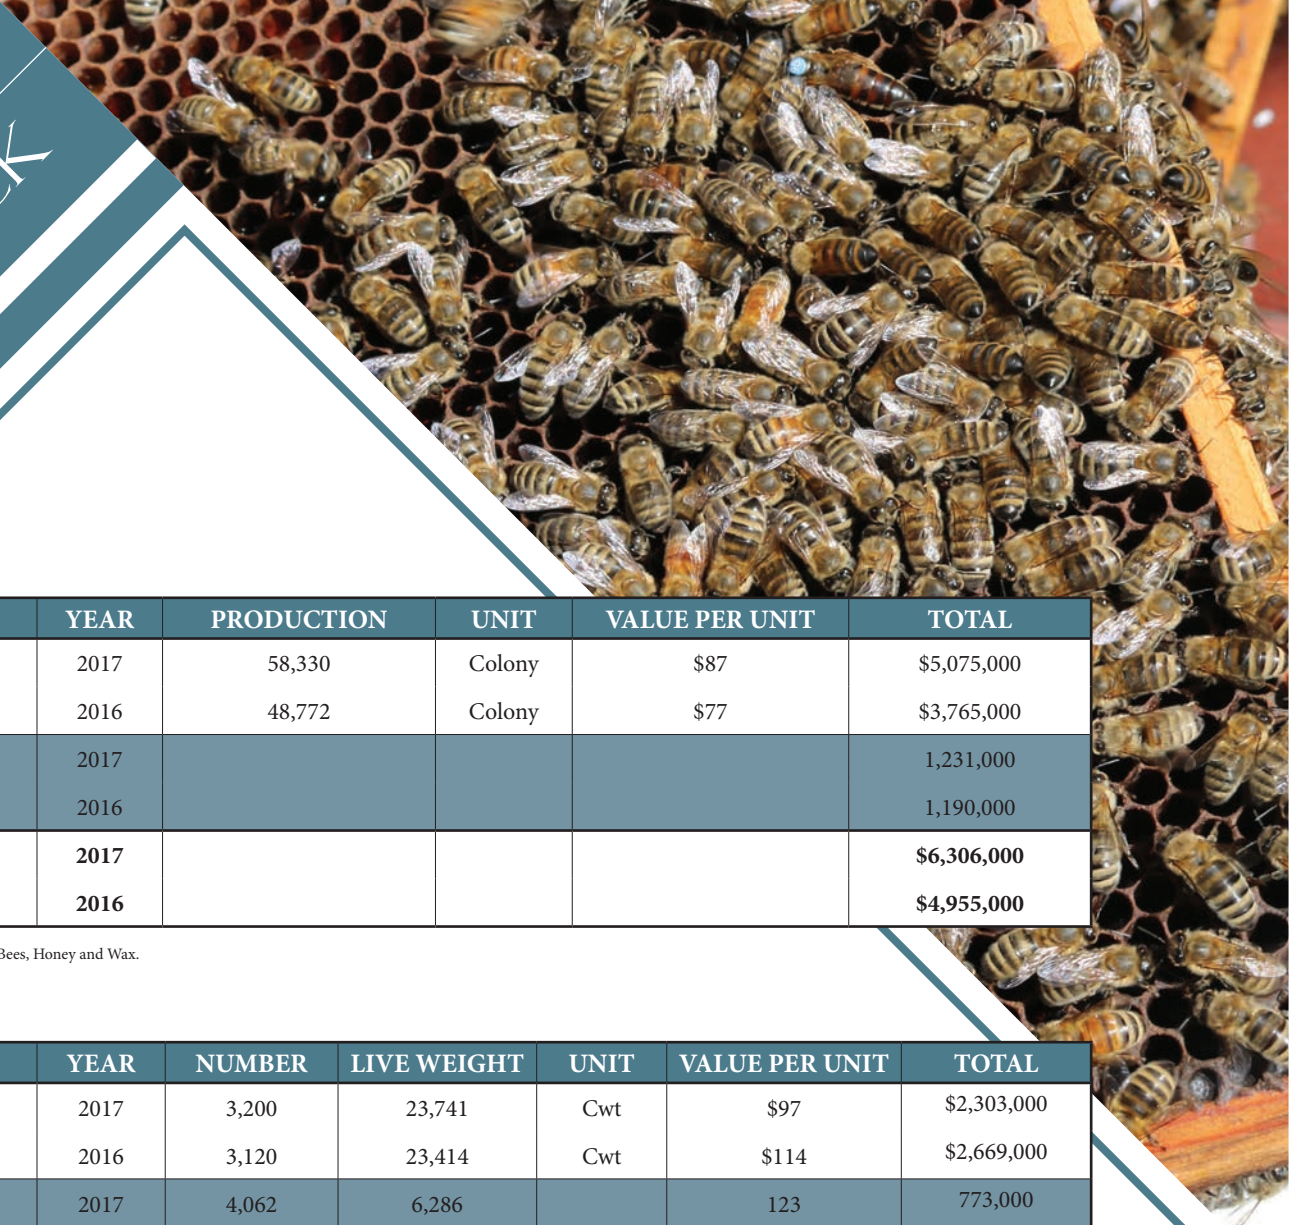 K
YEAR PRODUCTION UNIT VALUE PER UNIT TOTAL
2017 58,330 Colony $87 $5,075,000
2016 48,772 Colony $77 $3,765,000
2017 1,231,000
2016 1,190,000
2017 $6,306,000
2016 $4,955,000
Bees, Honey and Wax.
YEAR NUMBER LIVE WEIGHT UNIT VALUE PER UNIT TOTAL
2017 3,200 23,741 Cwt $97 $2,303,000
2016 3,120 23,414 Cwt $114 $2,669,000
2017 4,062 6,286 123 773,000